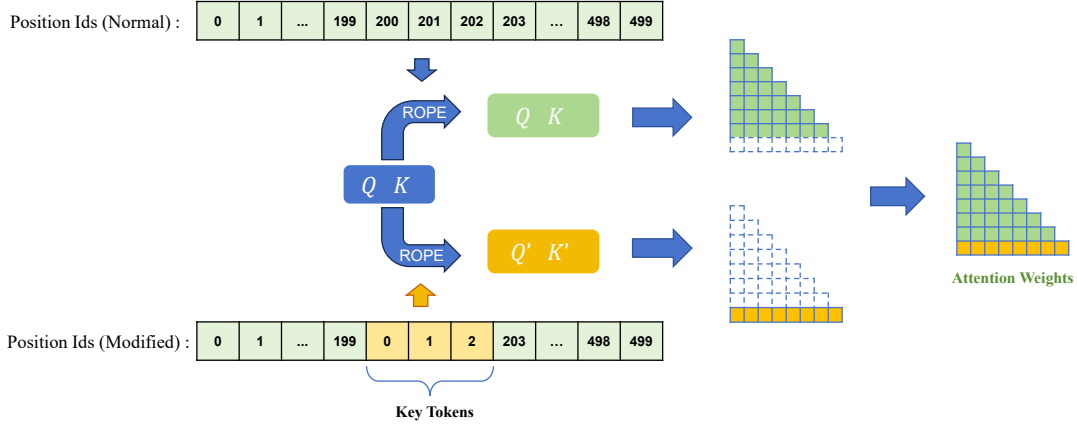 Position Ids (Normal) : 0 1 ... 199 200 201 202 203 ... 498 499
ROPE
Q K
Q K
ROPE
Q' K'
Attention Weights
Position Ids (Modified) : 0 1 ... 199 0 1 2 203 ... 498 499
Key Tokens